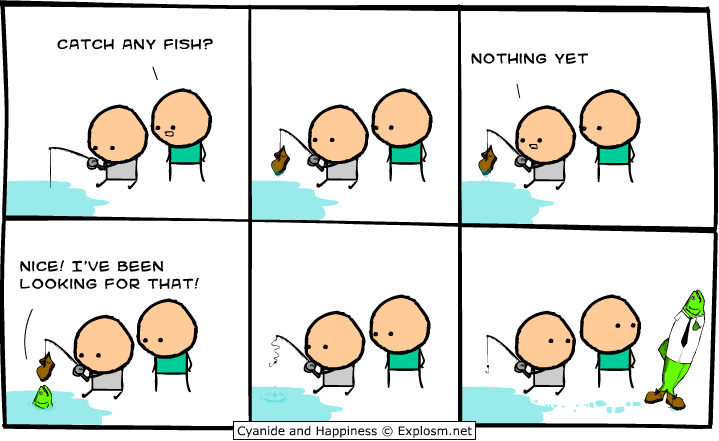 CATCH ANY FISH?
NOTHING YET
NICE! I'VE BEEN
LOOKING FOR THAT!
Cyanide and Happiness © Explosm.net